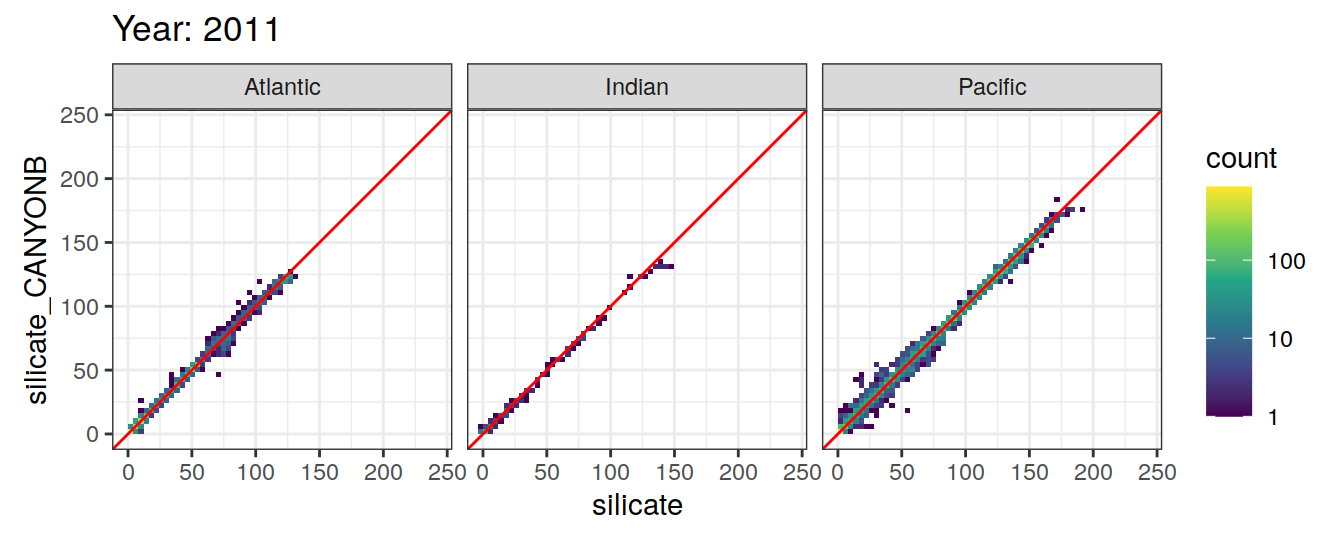 Year: 2011
Atlantic
Indian
Pacific
250
200
150
100
50
0
silicate_CANYONB
0 50 100 150 200 250
0 50 100 150 200 250
0 50 100 150 200 250
silicate
count
100
10
1